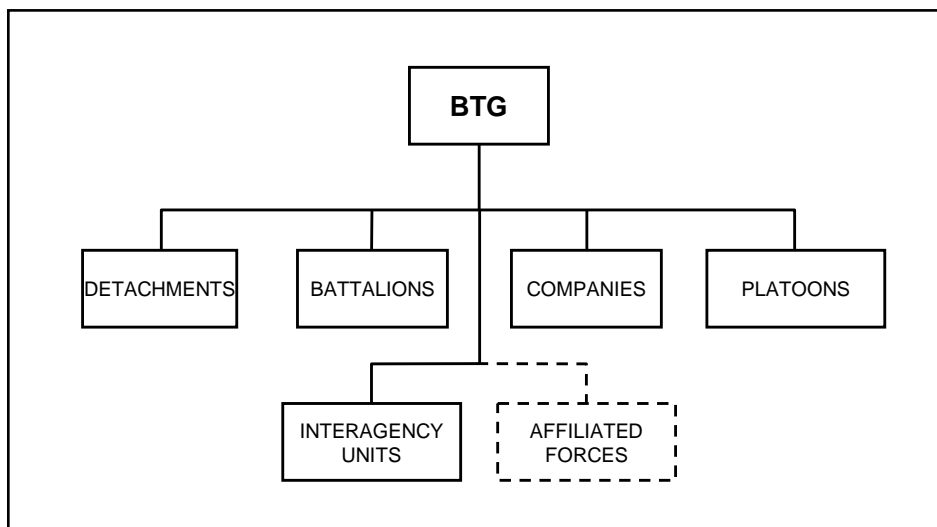 BTG
DETACHMENTS
BATTALIONS
COMPANIES
PLATOONS
INTERAGENCY
UNITS
AFFILIATED
FORCES